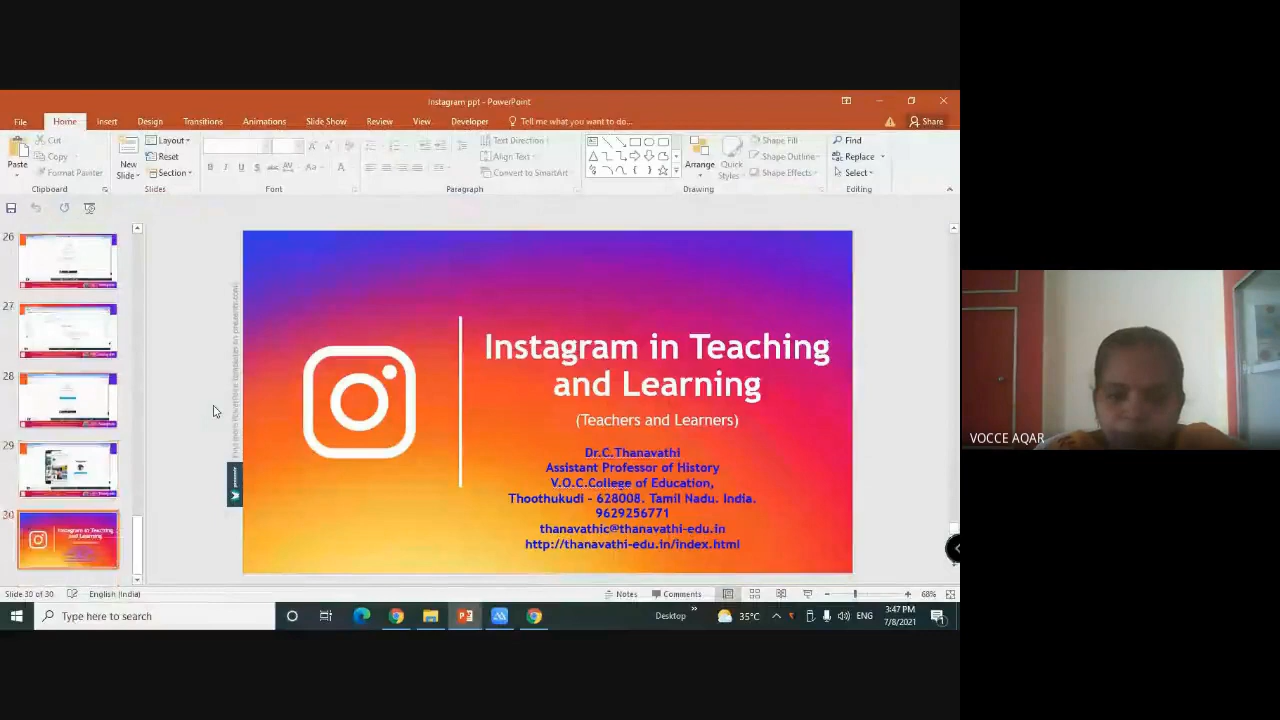 Instagram ppt - PowerPoint
File Home Insert Design Transitions Animations Slide Show Review View Developer Tell me what you want to do... Share
Paste
Cut
Copy
Format Painter
Clipboard
New Slide
Layout
Reset
Section
Slides
Font
Text Direction
Align Text
Convert to SmartArt
Paragraph
Arrange
Quick Styles
Shape Fill
Shape Outline
Shape Effects
Drawing
Find
Replace
Select
Editing
26
27
28
29
30
Instagram in Teaching
and Learning
(Teachers and Learners)
Dr.C.Thanavathi
Assistant Professor of History
V.O.C.College of Education,
Thoothukudi - 628008. Tamil Nadu. India.
9629256771
thanavathic@thanavathi-edu.in
http://thanavathi-edu.in/index.html
VOCCE AQAR
Slide 30 of 30 English (India) Notes Comments 68%
Type here to search
Desktop 35°C ENG
3:47 PM
7/8/2021